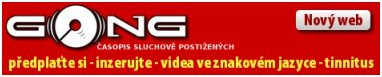 GONG
Nový web
ČASOPIS SLUCHOVĚ POSTIŽENÝCH
předplaťte si - inzerujte - videa ve znakovém jazyce - tinnitus